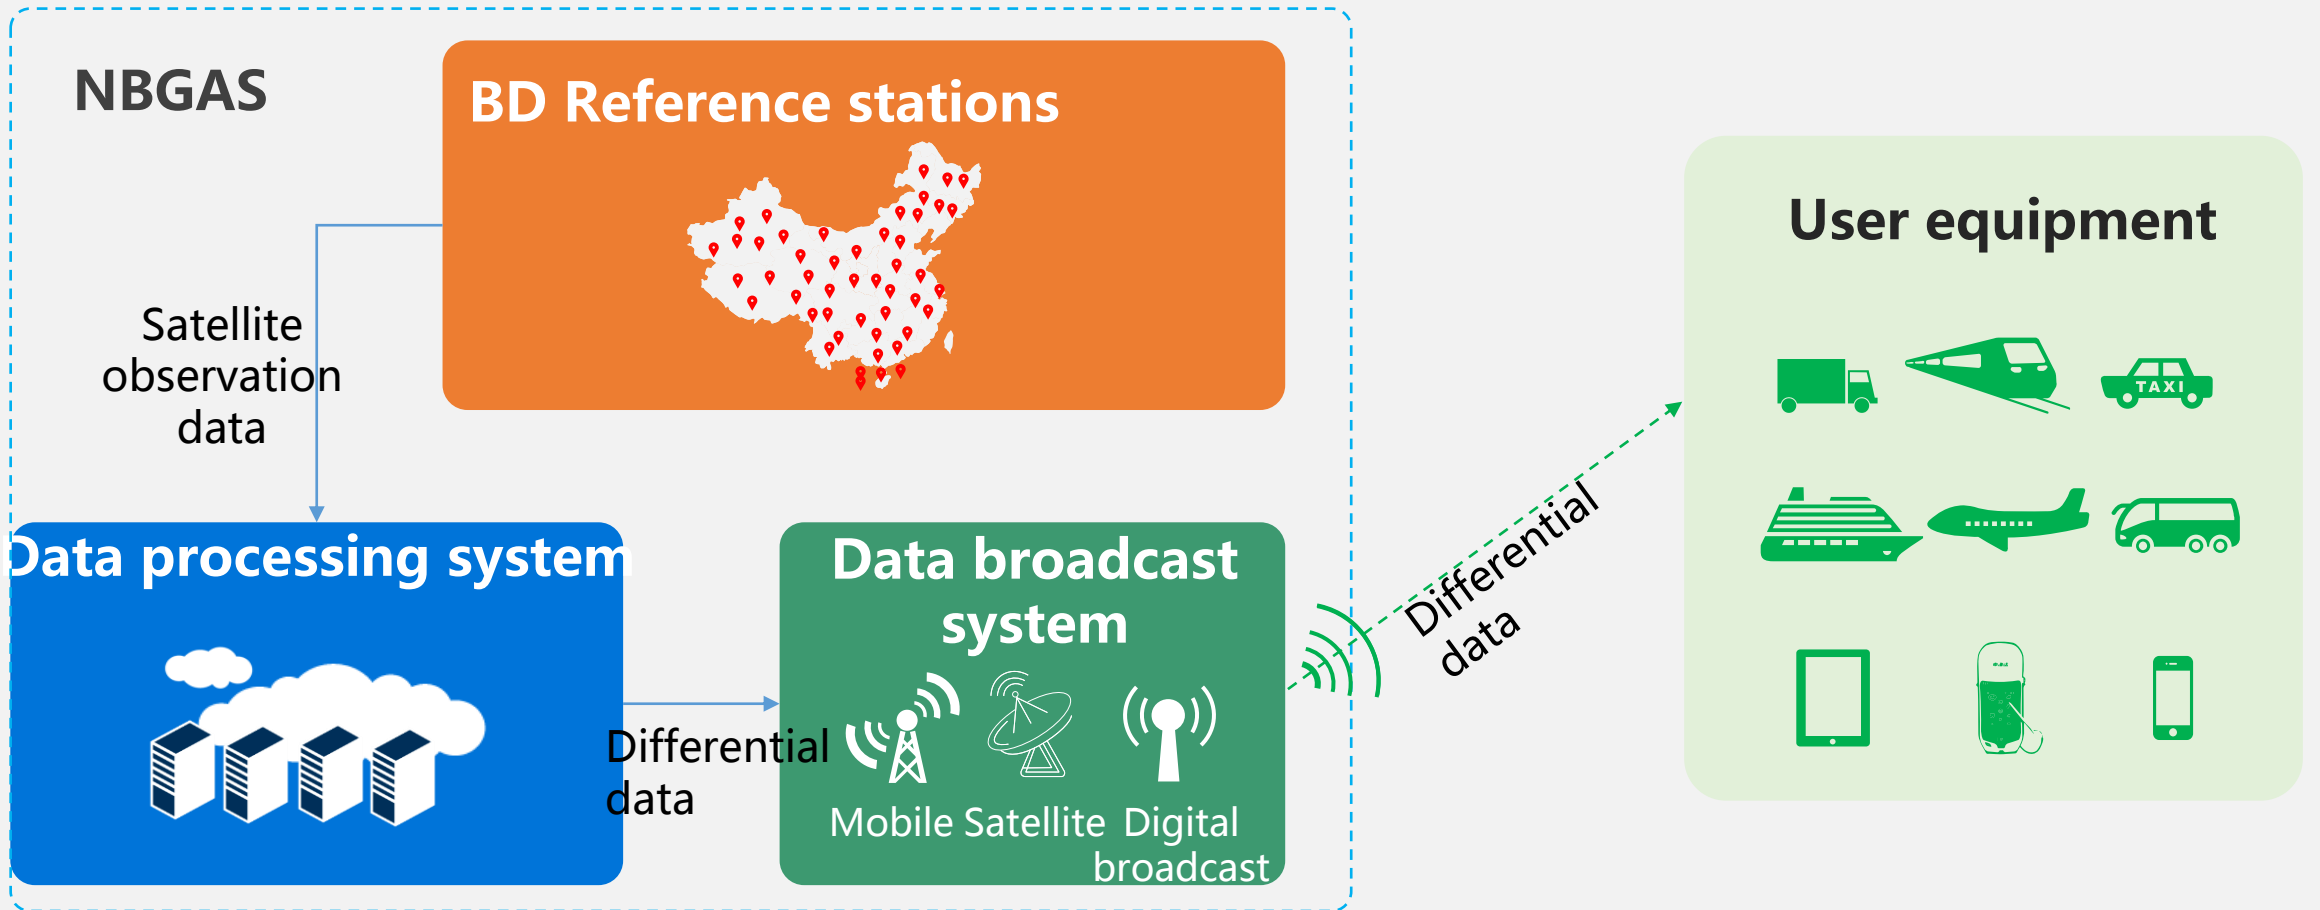 NBGAS
BD Reference stations
User equipment
Satellite
observation
data
TAXI
Data processing system
Data broadcast
system
Differential
data
Differential
data
Mobile
Satellite
Digital
broadcast